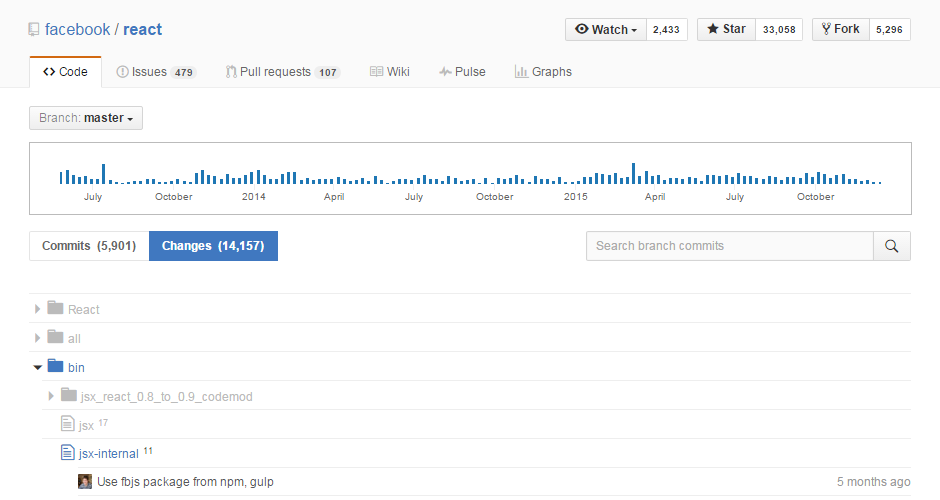 facebook / react
Watch 2,433 Star 33,058 Fork 5,296
Code Issues 479 Pull requests 107 Wiki Pulse Graphs
Branch: master
July October 2014 April July October 2015 April July October
Commits (5,901) Changes (14,157) Search branch commits
React
all
bin
jsx_react_0.8_to_0.9_codemod
jsx 17
jsx-internal 11
Use fbjs package from npm, gulp 5 months ago